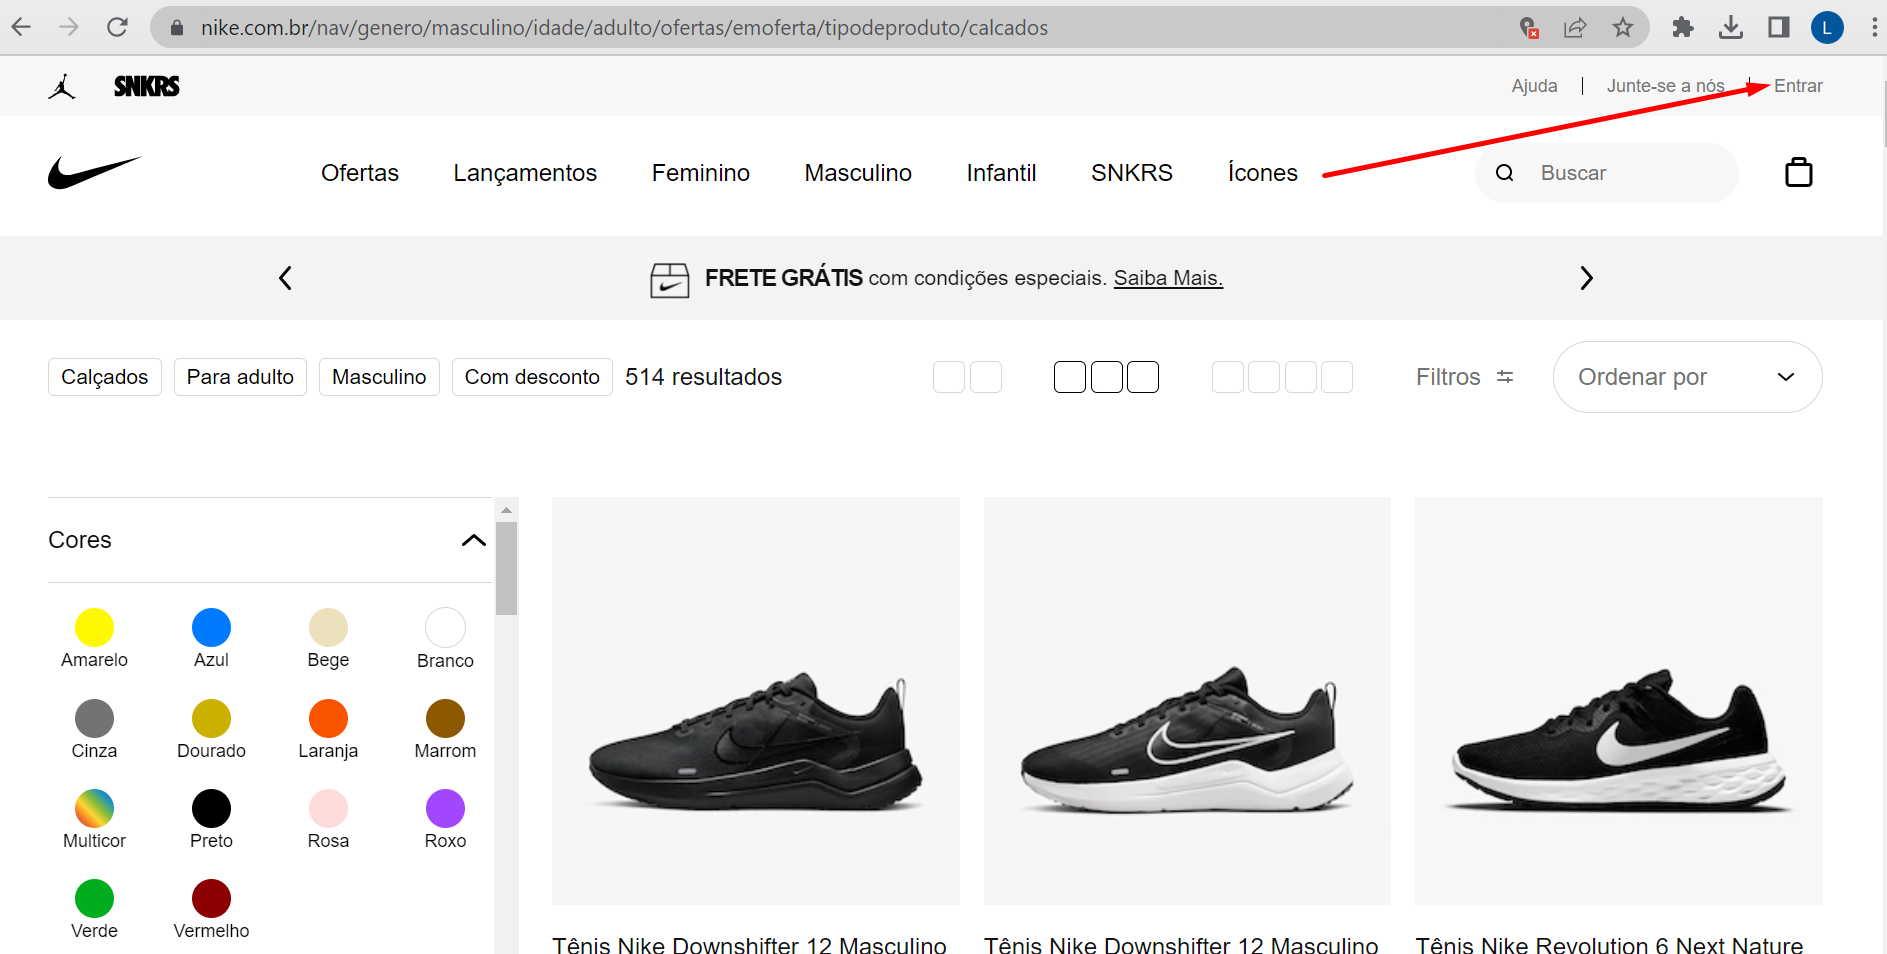 nike.com.br/nav/genero/masculino/idade/adulto/ofertas/emoferta/tipodeproduto/calcados
L
SNKRS
Ajuda | Junte-se a nós | Entrar
Ofertas Lançamentos Feminino Masculino Infantil SNKRS Ícones Buscar
FRETE GRÁTIS com condições especiais. Saiba Mais.
Calçados Para adulto Masculino Com desconto 514 resultados Filtros Ordenar por
Cores
Amarelo Azul Bege Branco
Cinza Dourado Laranja Marrom
Multicor Preto Rosa Roxo
Verde Vermelho
Tênis Nike Downshifter 12 Masculino Tênis Nike Downshifter 12 Masculino Tênis Nike Revolution 6 Next Nature